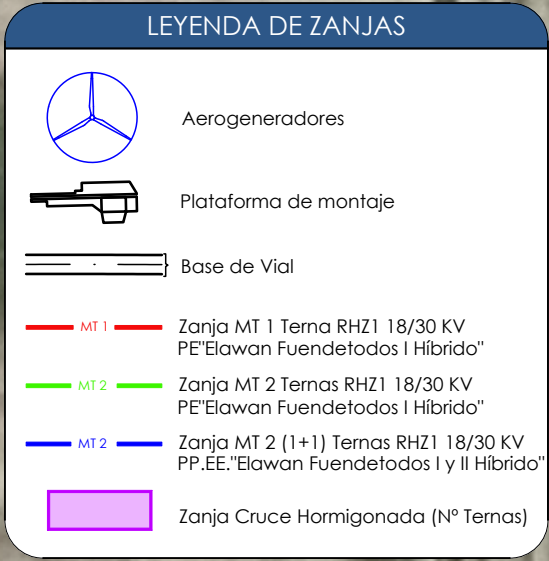 LEYENDA DE ZANJAS
Aerogeneradores
Plataforma de montaje
Base de Vial
MT 1
Zanja MT 1 Terna RHZ1 18/30 KV
PE"Elawan Fuendetodos I Híbrido"
MT 2
Zanja MT 2 Ternas RHZ1 18/30 KV
PE"Elawan Fuendetodos I Híbrido"
MT 2
Zanja MT 2 (1+1) Ternas RHZ1 18/30 KV
PP.EE."Elawan Fuendetodos I y II Híbrido"
Zanja Cruce Hormigonada (Nº Ternas)